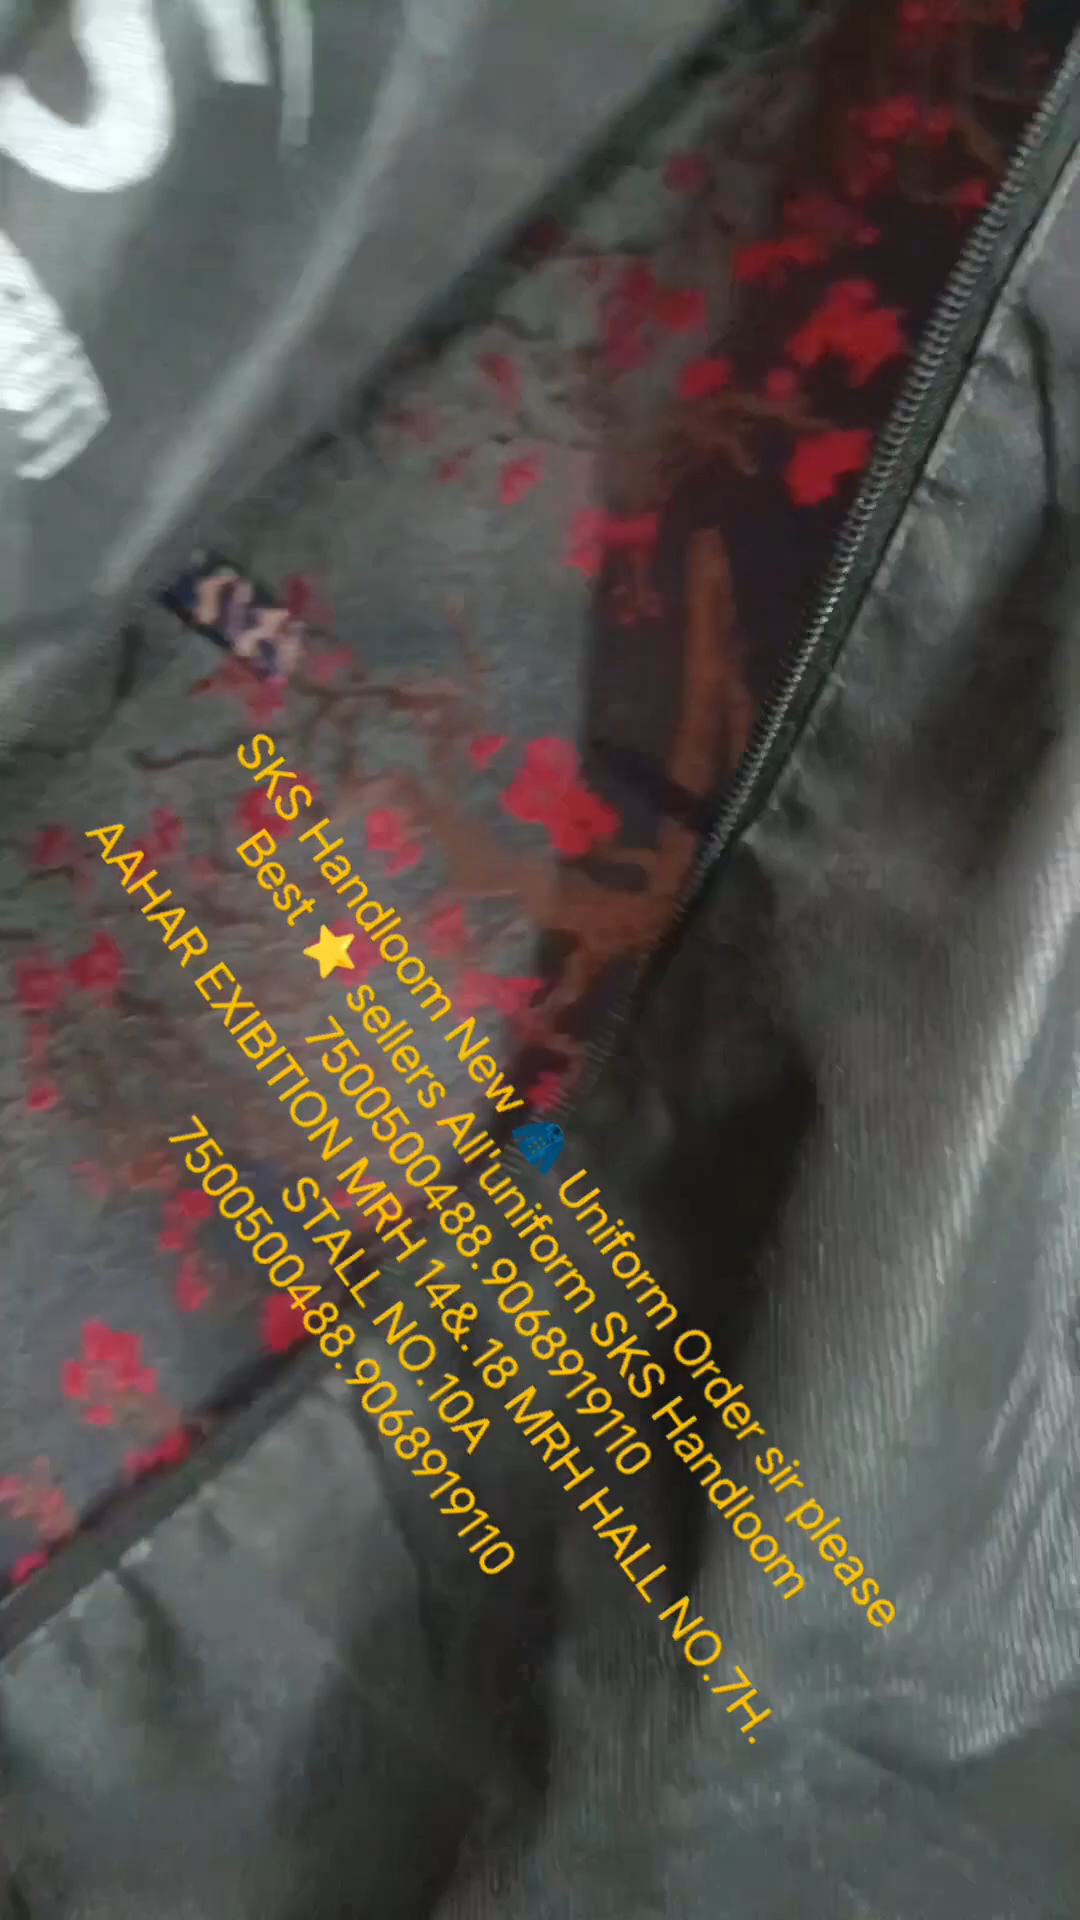 SKS Handloom New 🧥 Uniform Order sir please
Best ⭐ sellers All'uniform SKS Handloom
7500500488.9068919110
AAHAR EXIBITION MRH 14&.18 MRH HALL NO.7H.
STALL NO.10A
7500500488.9068919110